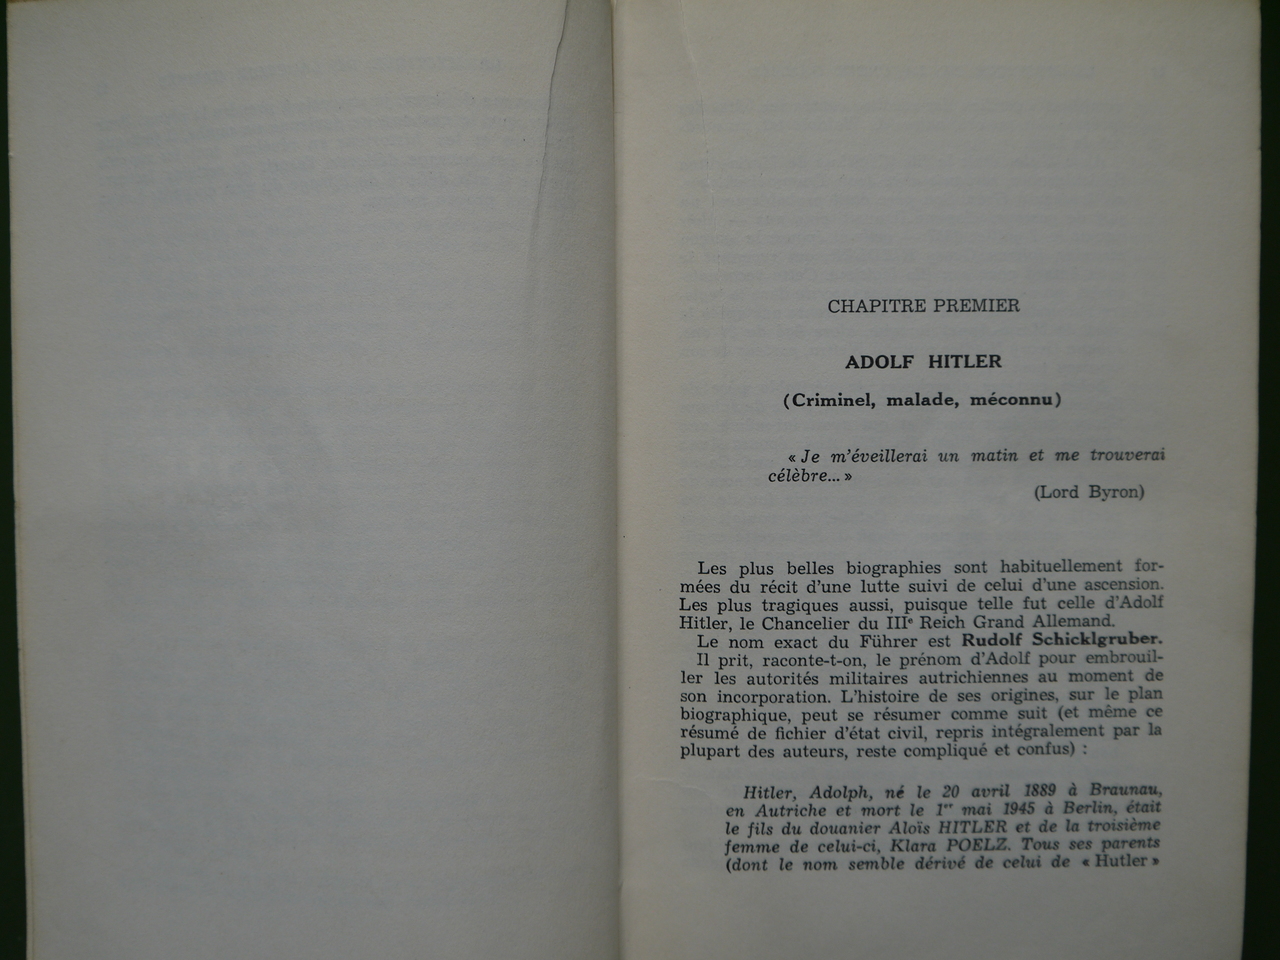 CHAPITRE PREMIER
ADOLF HITLER
(Criminel, malade, méconnu)
« Je m'éveillerai un matin et me trouverai
célèbre... »
(Lord Byron)
Les plus belles biographies sont habituellement for-
mées du récit d'une lutte suivi de celui d'une ascension.
Les plus tragiques aussi, puisque telle fut celle d'Adolf
Hitler, le Chancelier du IIIe Reich Grand Allemand.
Le nom exact du Führer est Rudolf Schicklgruber.
Il prit, raconte-t-on, le prénom d'Adolf pour embrouil-
ler les autorités militaires autrichiennes au moment de
son incorporation. L'histoire de ses origines, sur le plan
biographique, peut se résumer comme suit (et même ce
résumé de fichier d'état civil, repris intégralement par la
plupart des auteurs, reste compliqué et confus) :
Hitler, Adolph, né le 20 avril 1889 à Braunau,
en Autriche et mort le 1er mai 1945 à Berlin, était
le fils du douanier Aloïs HITLER et de la troisième
femme de celui-ci, Klara POELZ. Tous ses parents
(dont le nom semble dérivé de celui de « Hutler »